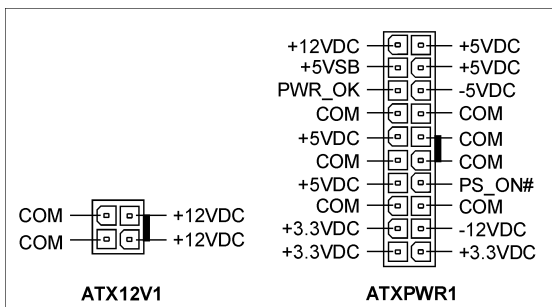 +12VDC +5VDC
+5VSB +5VDC
PWR_OK -5VDC
COM COM
+5VDC COM
COM COM
+5VDC PS_ON#
COM COM
+3.3VDC -12VDC
+3.3VDC +3.3VDC
COM +12VDC
COM +12VDC
ATX12V1 ATXPWR1